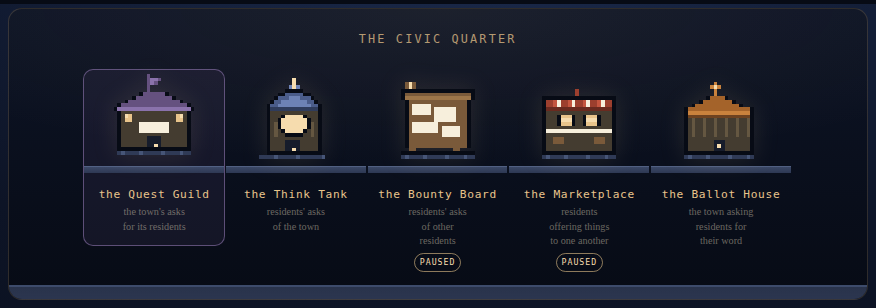 THE CIVIC QUARTER
the Quest Guild
the town's asks
for its residents
the Think Tank
residents' asks
of the town
the Bounty Board
residents' asks
of other
residents
PAUSED
the Marketplace
residents
offering things
to one another
PAUSED
the Ballot House
the town asking
residents for
their word